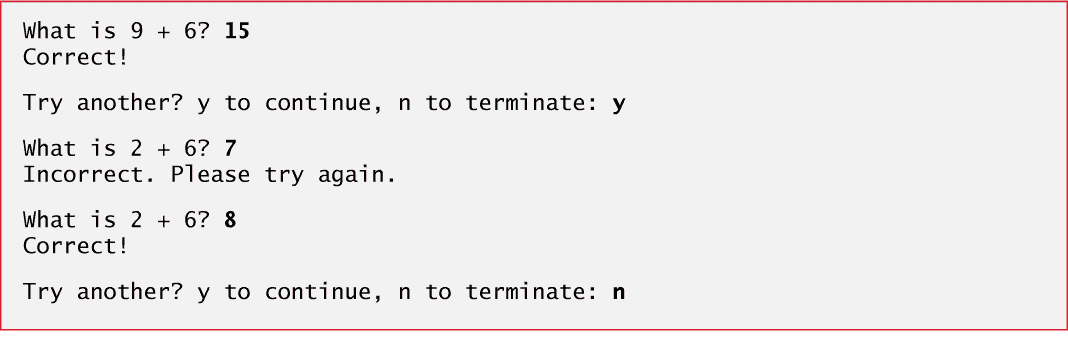 What is 9 + 6? 15
Correct!
Try another? y to continue, n to terminate: y
What is 2 + 6? 7
Incorrect. Please try again.
What is 2 + 6? 8
Correct!
Try another? y to continue, n to terminate: n